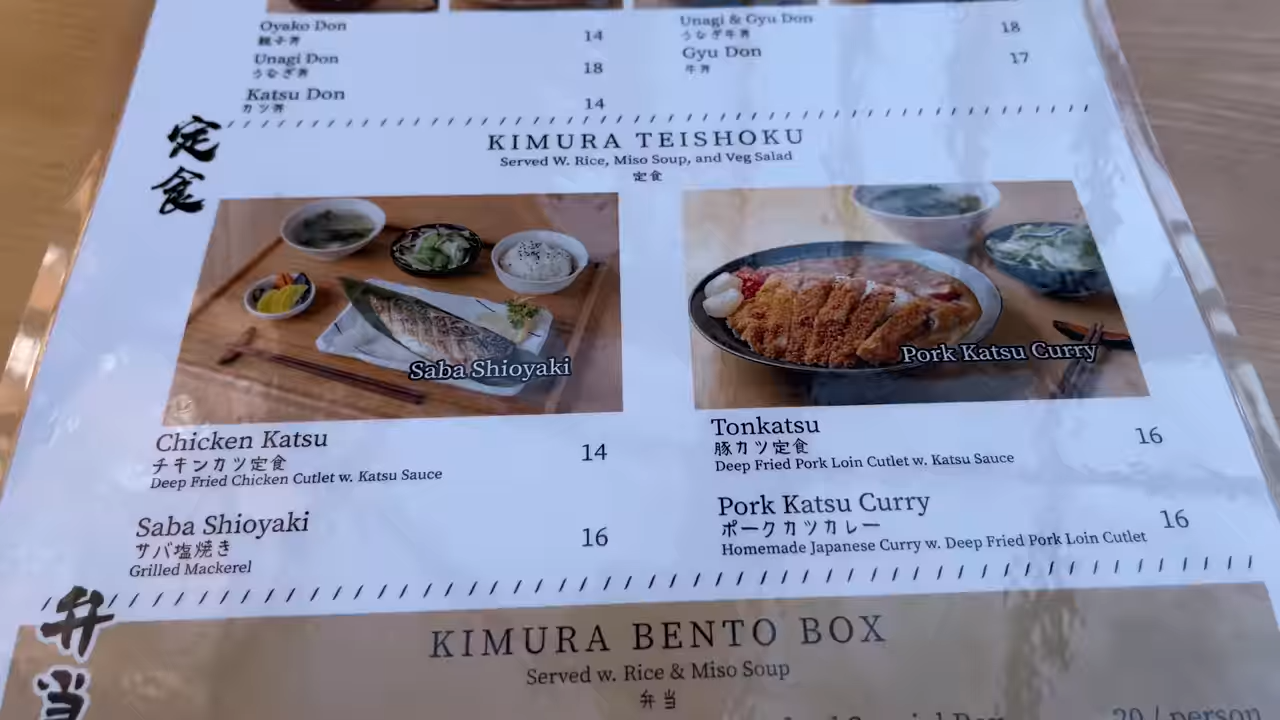 Oyako Don
親子丼
14
Unagi Don
うなぎ丼
18
Katsu Don
カツ丼
14
Unagi & Gyu Don
うなぎ牛丼
18
Gyu Don
牛丼
17
定食
KIMURA TEISHOKU
Served W. Rice, Miso Soup, and Veg Salad
定食
Saba Shioyaki
Pork Katsu Curry
Chicken Katsu
チキンカツ定食
Deep Fried Chicken Cutlet w. Katsu Sauce
14
Saba Shioyaki
サバ塩焼き
Grilled Mackerel
16
Tonkatsu
豚カツ定食
Deep Fried Pork Loin Cutlet w. Katsu Sauce
16
Pork Katsu Curry
ポークカツカレー
Homemade Japanese Curry w. Deep Fried Pork Loin Cutlet
16
弁当
KIMURA BENTO BOX
Served w. Rice & Miso Soup
弁当
20 / person